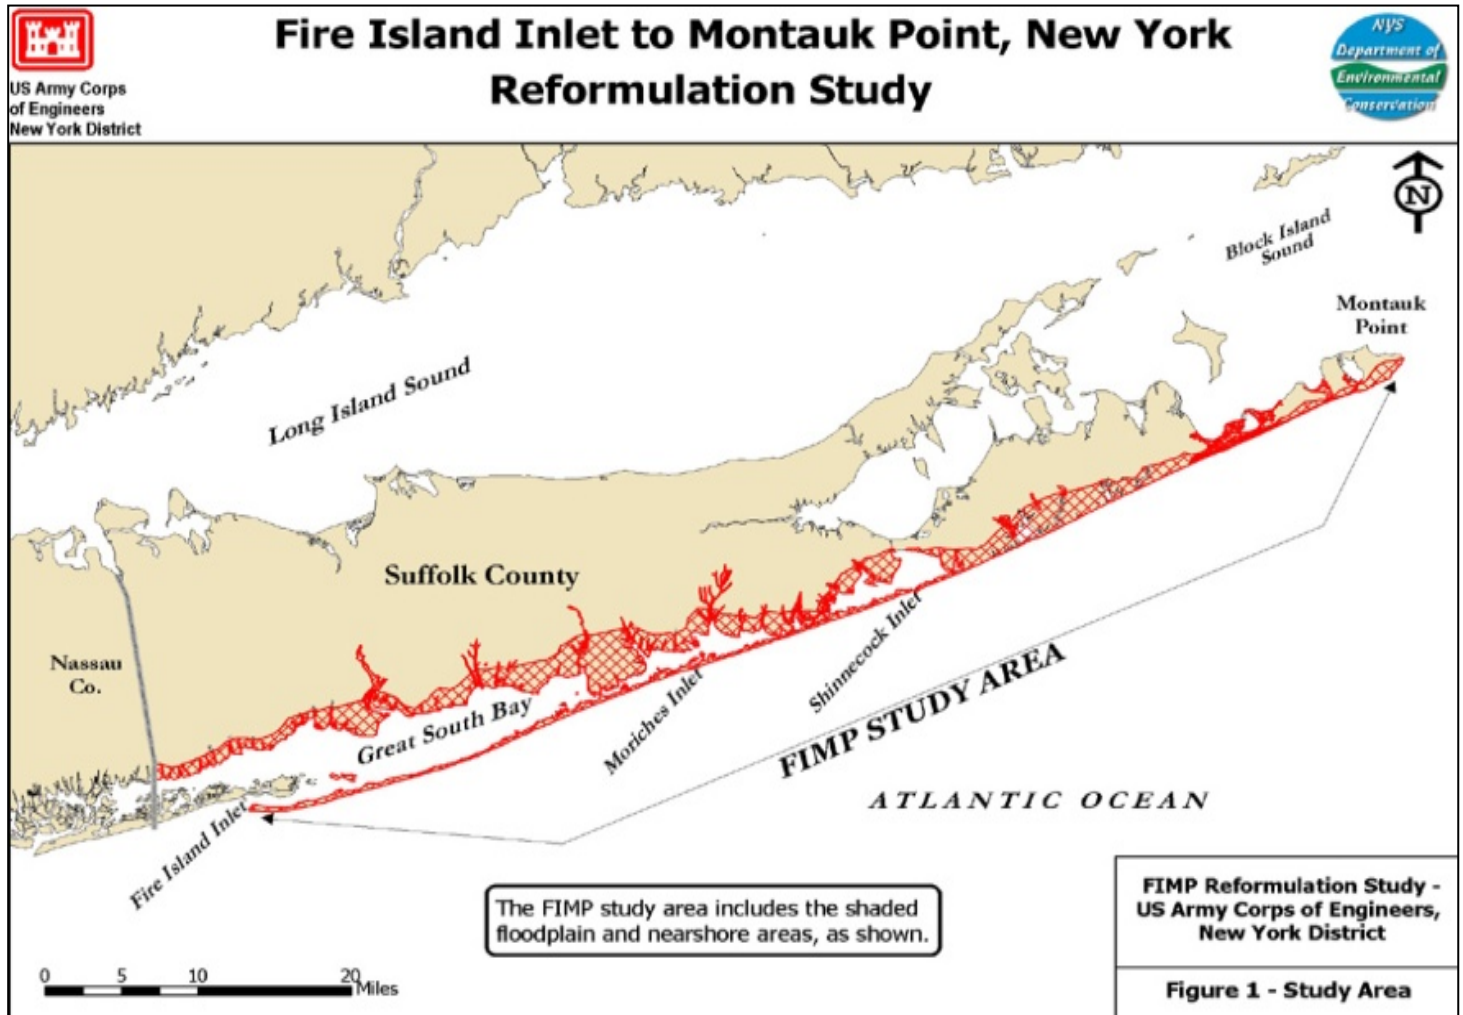 Fire Island Inlet to Montauk Point, New York
Reformulation Study
US Army Corps
of Engineers
New York District
NYS
Department of
Environmental
Conservation
N
Block Island
Sound
Montauk
Point
Long Island Sound
Suffolk County
Nassau
Co.
Great South Bay
Moriches Inlet
Shinnecock Inlet
Fire Island Inlet
FIMP STUDY AREA
ATLANTIC OCEAN
The FIMP study area includes the shaded
floodplain and nearshore areas, as shown.
0 5 10 20
Miles
FIMP Reformulation Study -
US Army Corps of Engineers,
New York District
Figure 1 - Study Area